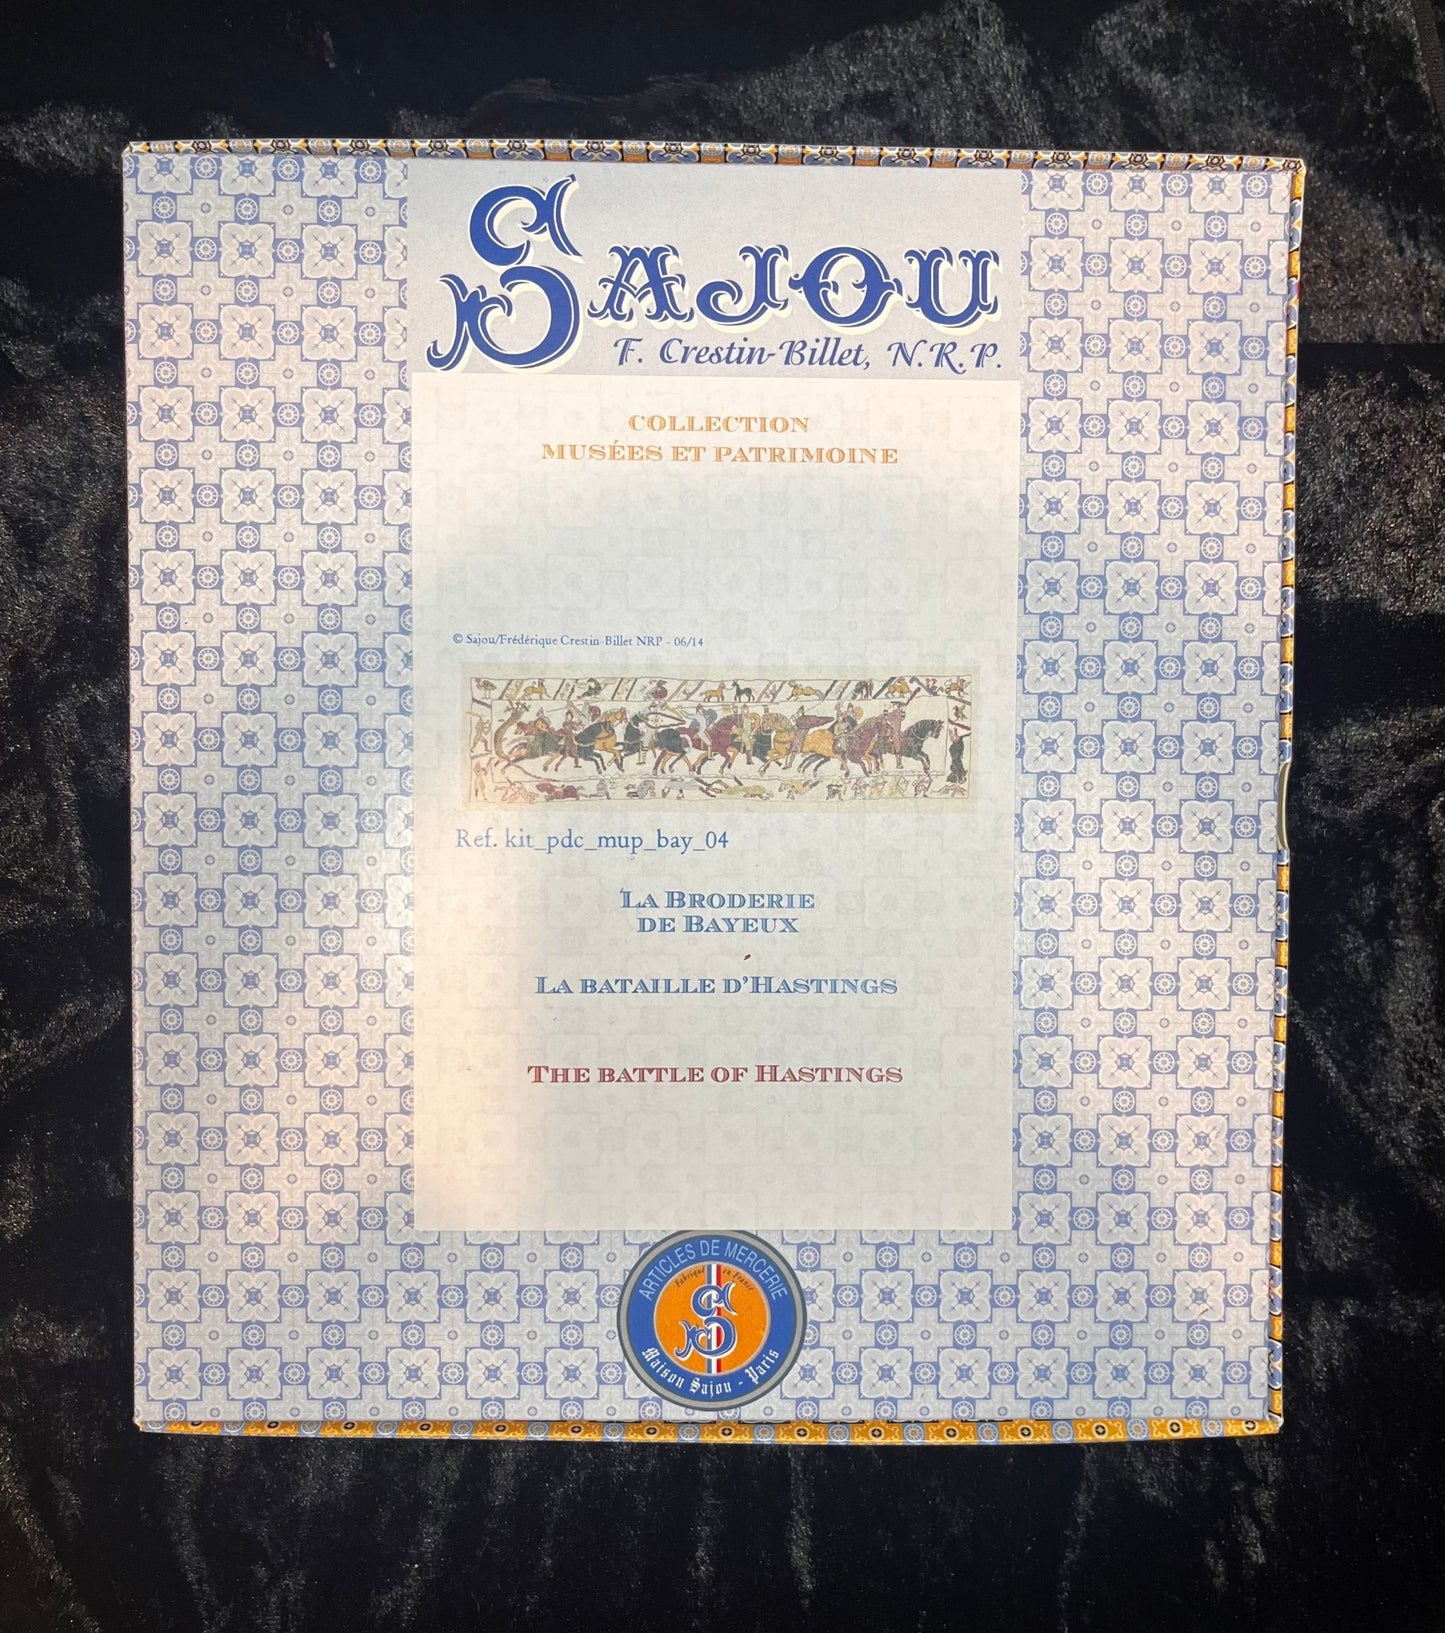 SAJOU
F. Crestin-Billet, N.R.P.
COLLECTION
MUSÉES ET PATRIMOINE
© Sajou/Frédérique Crestin-Billet NRP - 06/14
Ref. kit_pdc_mup_bay_04
LA BRODERIE
DE BAYEUX
LA BATAILLE D'HASTINGS
THE BATTLE OF HASTINGS
ARTICLES DE MERCERIE
Fabriqué en France
S
Maison Sajou - Paris